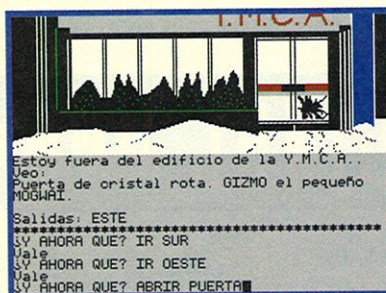 Y.M.C.A.
Estoy fuera del edificio de la Y.M.C.A..
Veo:
Puerta de cristal rota. GIZMO el pequeño
MOGWAI.
Salidas: ESTE
****************************************
¿Y AHORA QUE? IR SUR
Vale
¿Y AHORA QUE? IR OESTE
Vale
¿Y AHORA QUE? ABRIR PUERTA